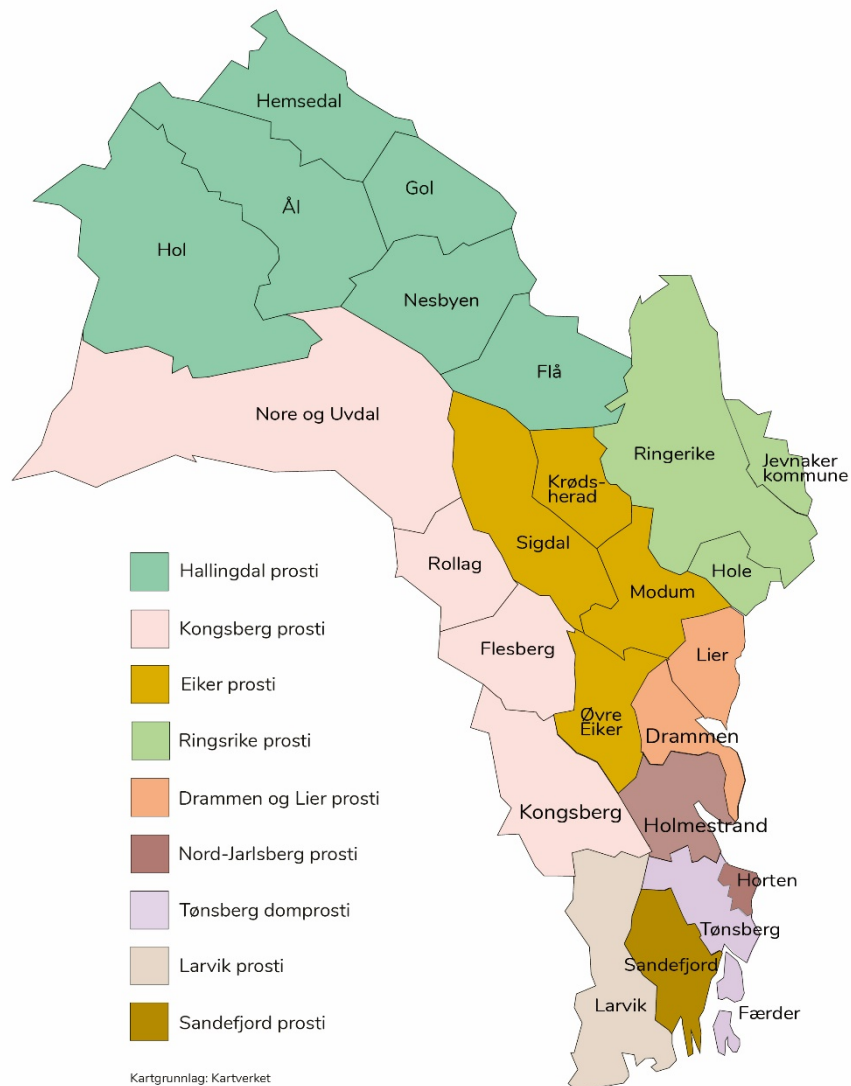 Hemsedal
Gol
Ål
Hol
Nesbyen
Flå
Nore og Uvdal
Ringerike
Jevnaker
kommune
Krøds-
herad
Sigdal
Rollag
Hole
Modum
Flesberg
Lier
Øvre
Eiker
Drammen
Kongsberg
Holmestrand
Horten
Tønsberg
Sandefjord
Larvik
Færder
Hallingdal prosti
Kongsberg prosti
Eiker prosti
Ringsrike prosti
Drammen og Lier prosti
Nord-Jarlsberg prosti
Tønsberg domprosti
Larvik prosti
Sandefjord prosti
Kartgrunnlag: Kartverket